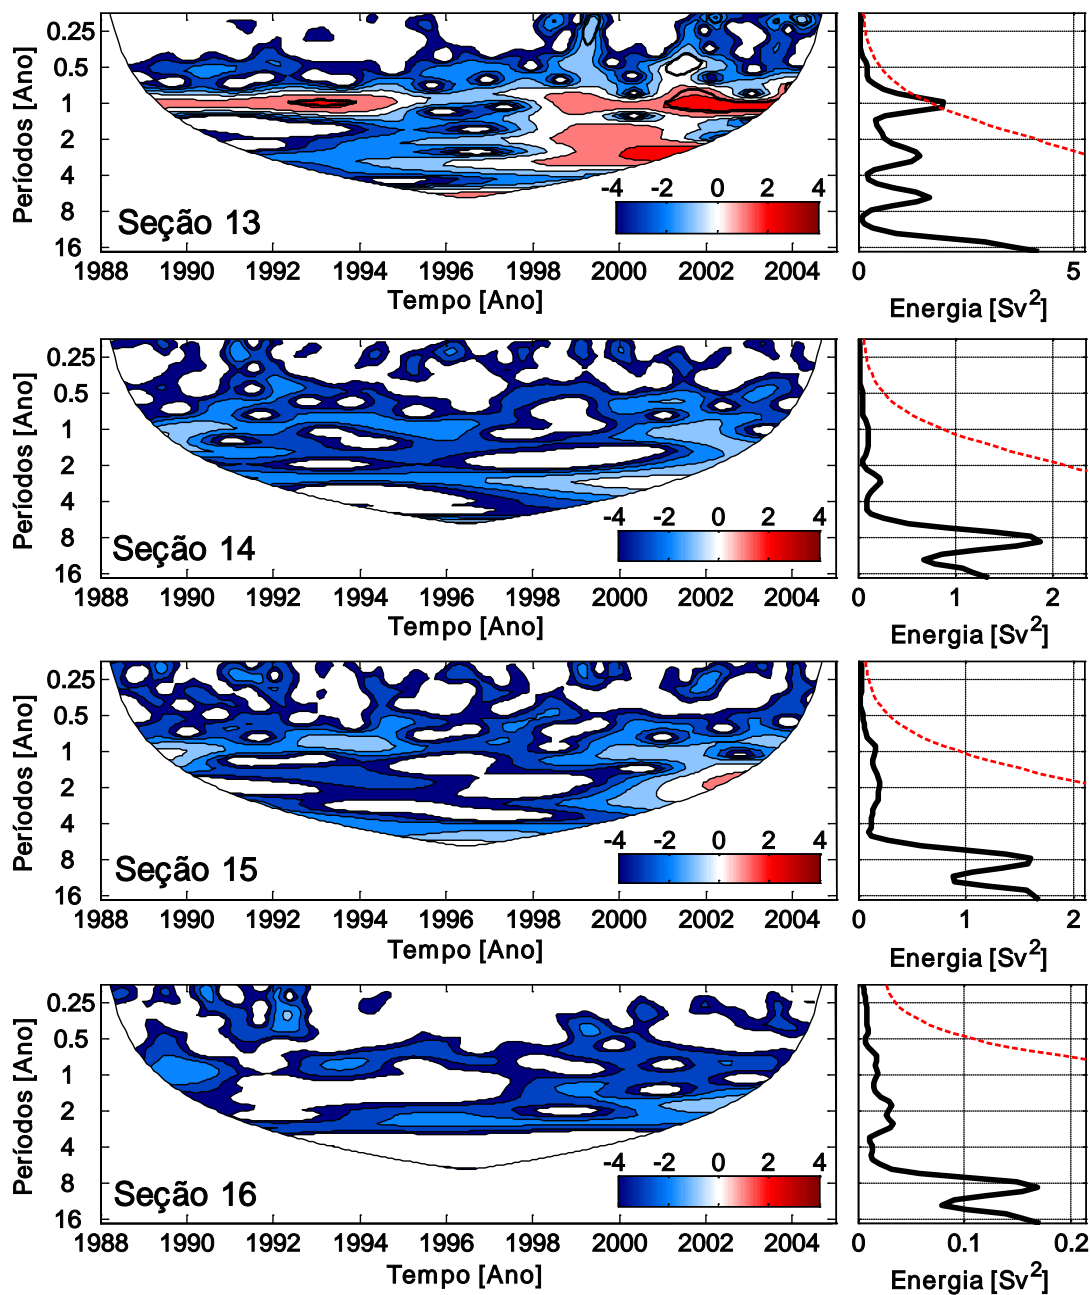 Períodos [Ano]
0.25
0.5
1
2
4
8
16
Seção 13
-4 -2 0 2 4
1988 1990 1992 1994 1996 1998 2000 2002 2004
Tempo [Ano]
0 5
Energia [Sv²]
Períodos [Ano]
0.25
0.5
1
2
4
8
16
Seção 14
-4 -2 0 2 4
1988 1990 1992 1994 1996 1998 2000 2002 2004
Tempo [Ano]
0 1 2
Energia [Sv²]
Períodos [Ano]
0.25
0.5
1
2
4
8
16
Seção 15
-4 -2 0 2 4
1988 1990 1992 1994 1996 1998 2000 2002 2004
Tempo [Ano]
0 1 2
Energia [Sv²]
Períodos [Ano]
0.25
0.5
1
2
4
8
16
Seção 16
-4 -2 0 2 4
1988 1990 1992 1994 1996 1998 2000 2002 2004
Tempo [Ano]
0 0.1 0.2
Energia [Sv²]